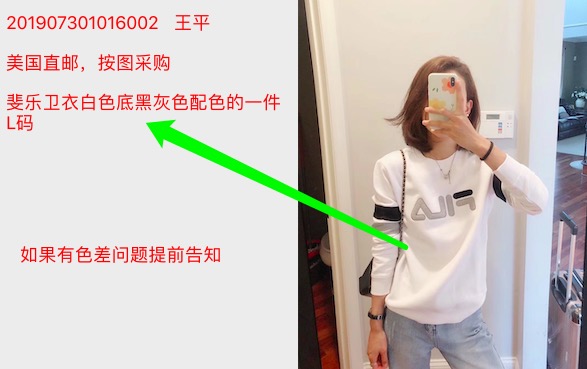 201907301016002 王平
美国直邮，按图采购
斐乐卫衣白色底黑灰色配色的一件
L码
如果有色差问题提前告知
FILA